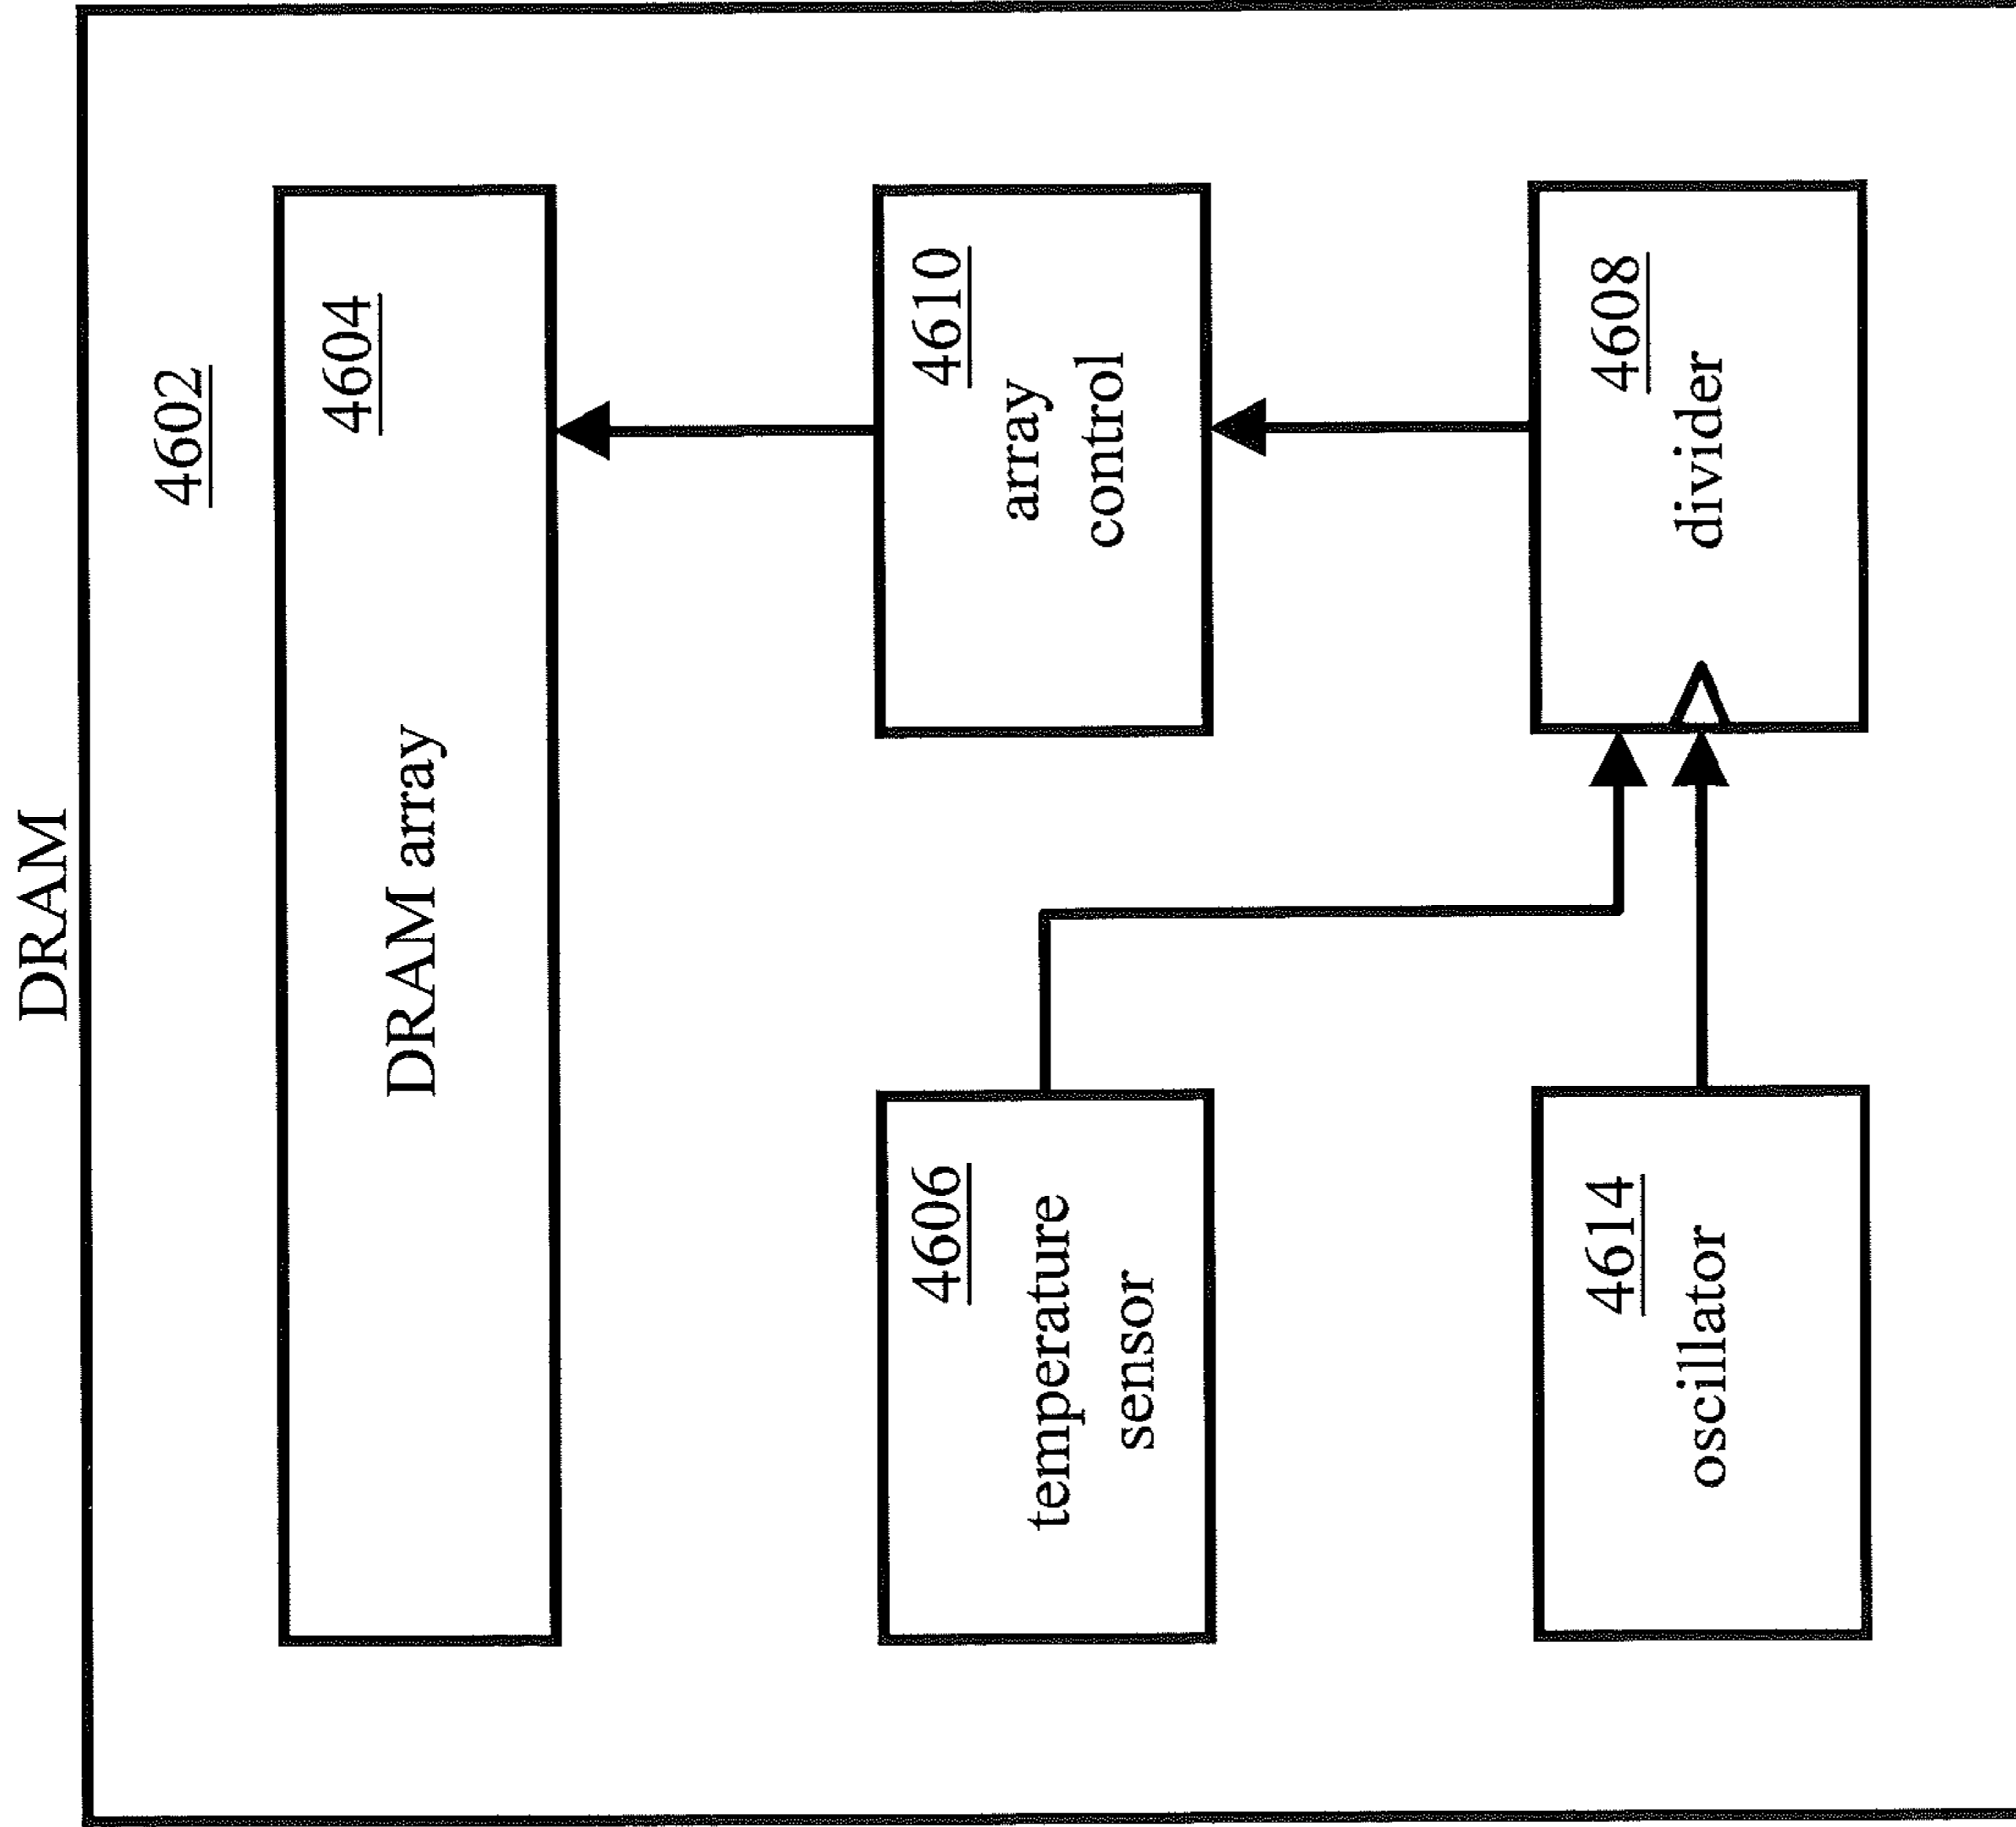 DRAM
4602
4604
DRAM array
4606
temperature
sensor
4610
array
control
4614
oscillator
4608
divider